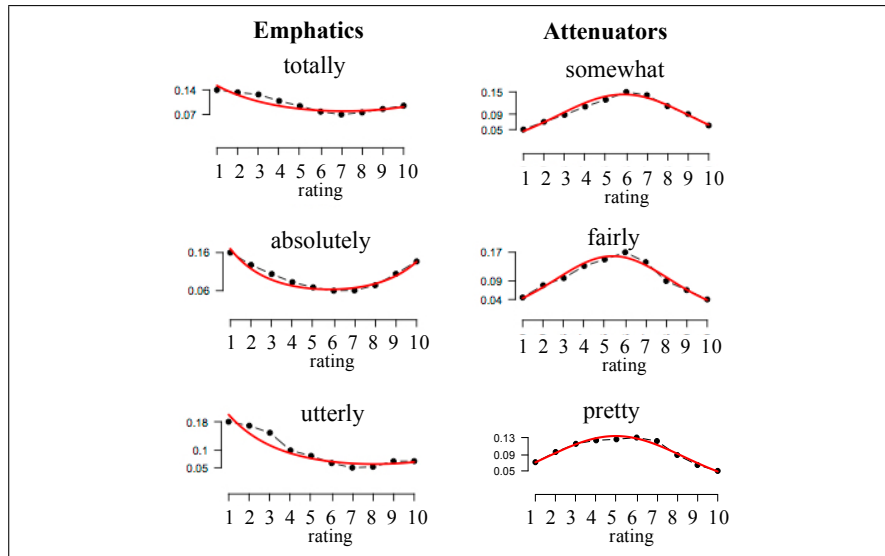 Emphatics
Attenuators
totally
0.14
0.07
1 2 3 4 5 6 7 8 9 10
rating
somewhat
0.15
0.09
0.05
1 2 3 4 5 6 7 8 9 10
rating
absolutely
0.16
0.06
1 2 3 4 5 6 7 8 9 10
rating
fairly
0.17
0.09
0.04
1 2 3 4 5 6 7 8 9 10
rating
utterly
0.18
0.1
0.05
1 2 3 4 5 6 7 8 9 10
rating
pretty
0.13
0.09
0.05
1 2 3 4 5 6 7 8 9 10
rating